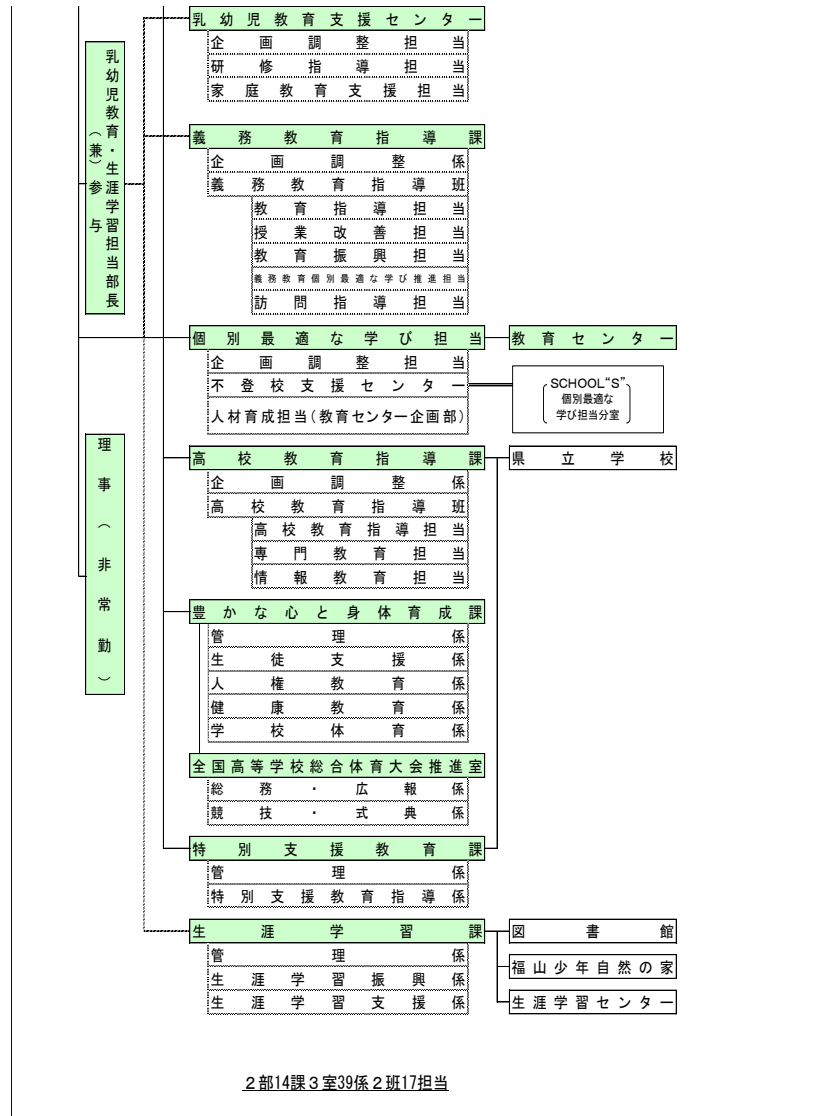 乳幼児教育・生涯学習担当部長
（兼）参与
理事（非常勤）
乳幼児教育支援センター
企画調整担当
研修指導担当
家庭教育支援担当
義務教育指導課
企画調整係
義務教育指導班
教育指導担当
授業改善担当
教育振興担当
義務教育個別最適な学び推進担当
訪問指導担当
個別最適な学び担当
教育センター
企画調整担当
不登校支援センター
人材育成担当(教育センター企画部)
SCHOOL“S”
個別最適な
学び担当分室
高校教育指導課
県立学校
企画調整係
高校教育指導班
高校教育指導担当
専門教育担当
情報教育担当
豊かな心と身体育成課
管理係
生徒支援係
人権教育係
健康教育係
学校体育係
全国高等学校総合体育大会推進室
総務・広報係
競技・式典係
特別支援教育課
管理係
特別支援教育指導係
生涯学習課
図書館
管理係
福山少年自然の家
生涯学習振興係
生涯学習支援係
生涯学習センター
２部14課３室39係２班17担当